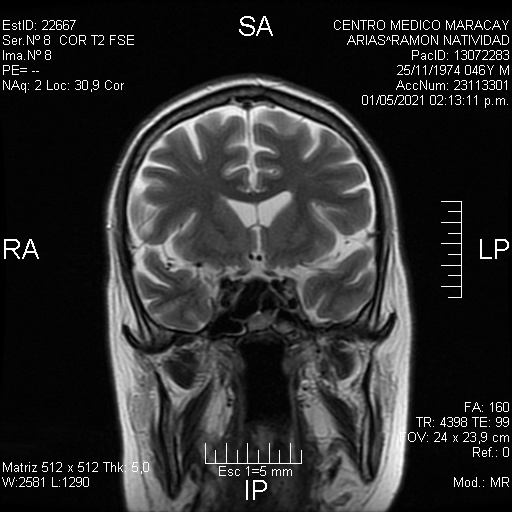 EstID: 22667
Ser.Nº 8 COR T2 FSE
Ima.Nº 8
PE= --
NAq: 2 Loc: 30,9 Cor
SA
CENTRO MEDICO MARACAY
ARIAS^RAMON NATIVIDAD
PacID: 13072283
25/11/1974 046Y M
AccNum: 23113301
01/05/2021 02:13:11 p.m.
RA
LP
FA: 160
TR: 4398 TE: 99
FOV: 24 x 23,9 cm
Ref.: 0
Matriz 512 x 512 Thk: 5,0
W:2581 L:1290
Esc 1=5 mm
IP
Mod.: MR